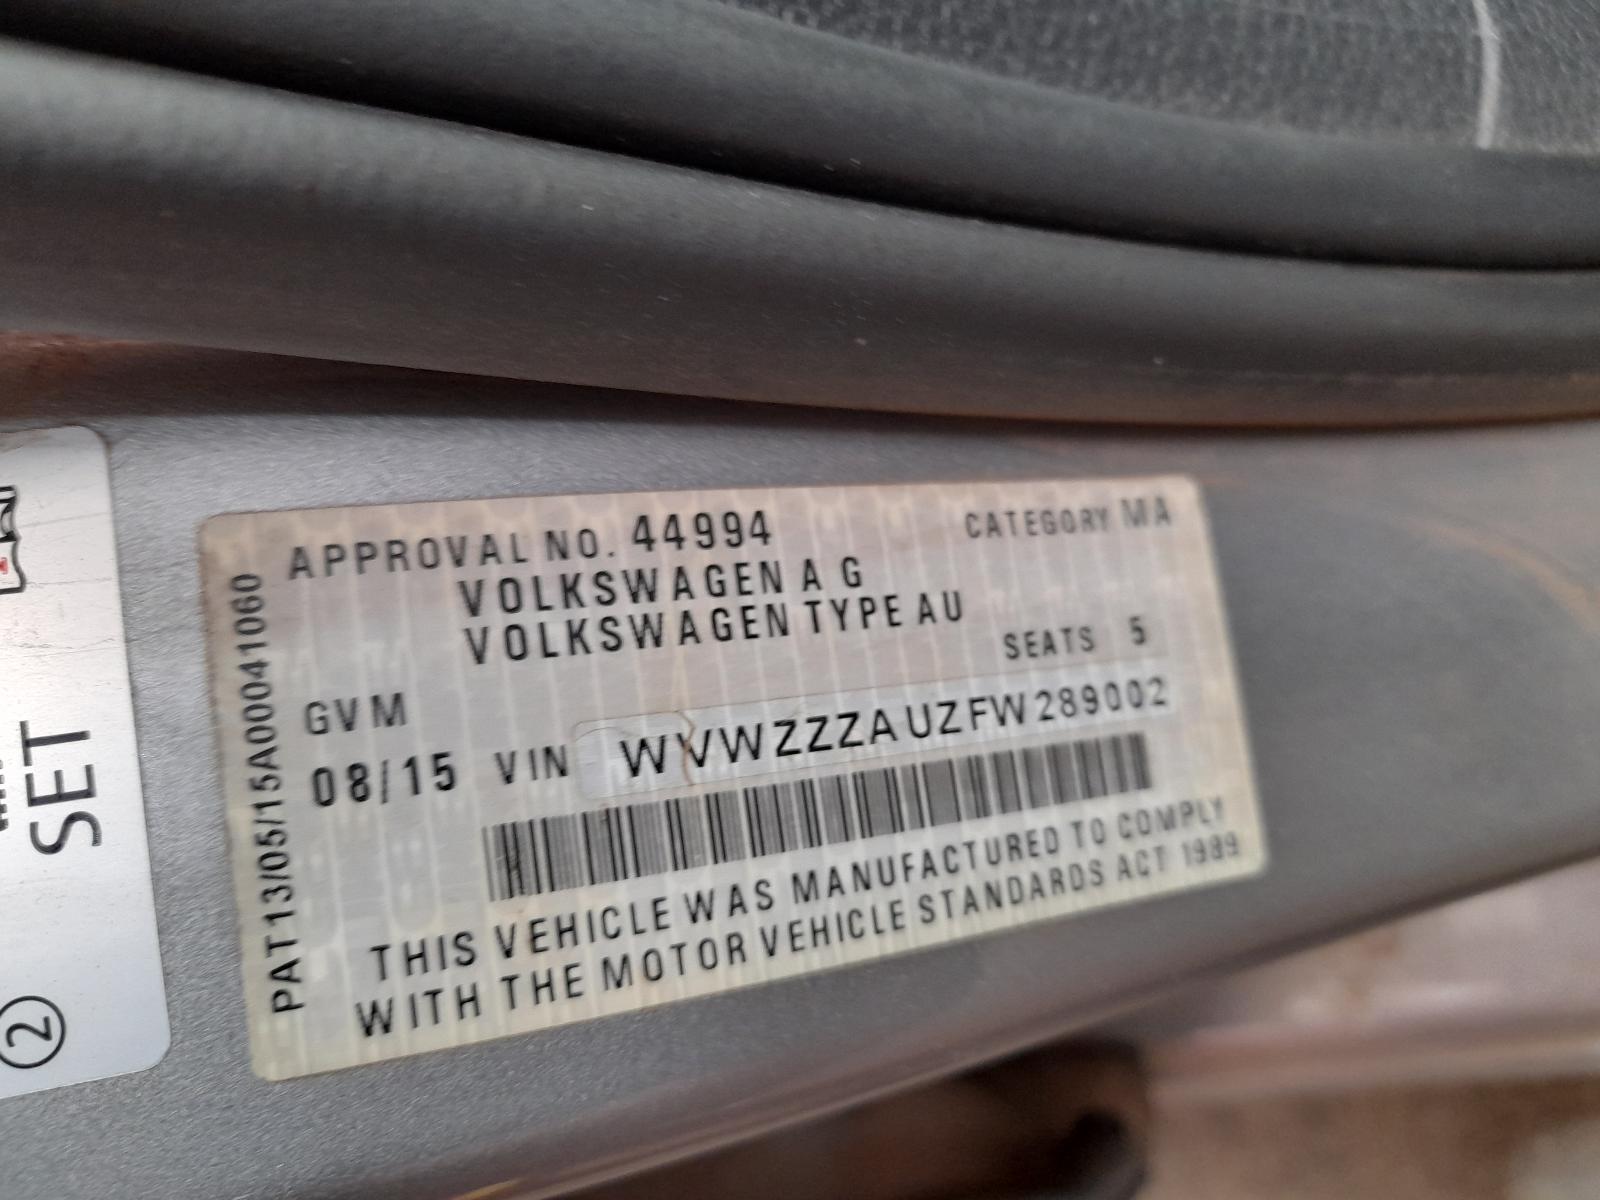 APPROVAL NO. 44994 CATEGORY MA
VOLKSWAGEN A G
VOLKSWAGEN TYPE AU
SEATS 5
GVM
08/15 VIN WVWZZZAUZFW289002
THIS VEHICLE WAS MANUFACTURED TO COMPLY
WITH THE MOTOR VEHICLE STANDARDS ACT 1989
PAT13/05/15A00041060
SET
2